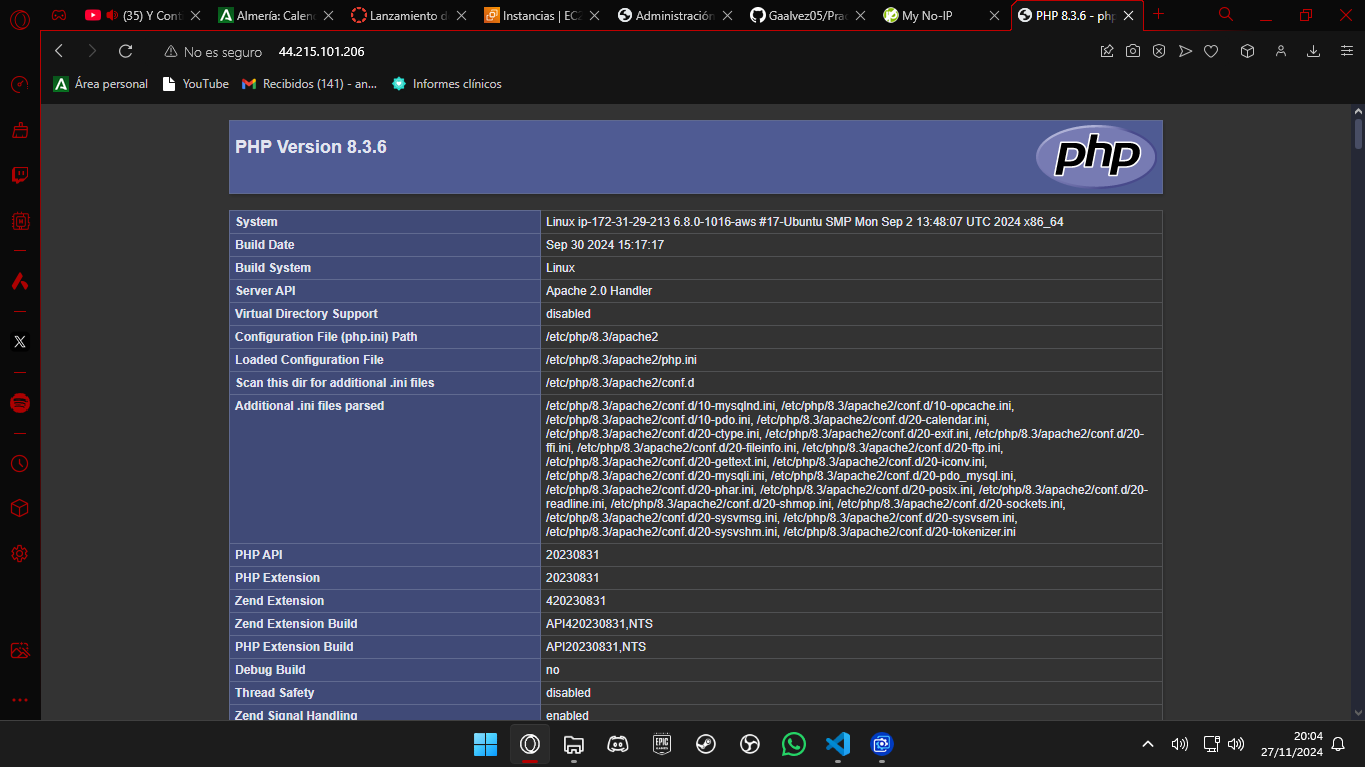 (35) Y Cont
Almería: Calen
Lanzamiento d
Instancias | EC2
Administración
Gaalvez05/Prac
My No-IP
PHP 8.3.6 - php
No es seguro 44.215.101.206
Área personal
YouTube
Recibidos (141) - an...
Informes clínicos
PHP Version 8.3.6
php
System Linux ip-172-31-29-213 6.8.0-1016-aws #17-Ubuntu SMP Mon Sep 2 13:48:07 UTC 2024 x86_64
Build Date Sep 30 2024 15:17:17
Build System Linux
Server API Apache 2.0 Handler
Virtual Directory Support disabled
Configuration File (php.ini) Path /etc/php/8.3/apache2
Loaded Configuration File /etc/php/8.3/apache2/php.ini
Scan this dir for additional .ini files /etc/php/8.3/apache2/conf.d
Additional .ini files parsed /etc/php/8.3/apache2/conf.d/10-mysqlnd.ini, /etc/php/8.3/apache2/conf.d/10-opcache.ini,
/etc/php/8.3/apache2/conf.d/10-pdo.ini, /etc/php/8.3/apache2/conf.d/20-calendar.ini,
/etc/php/8.3/apache2/conf.d/20-ctype.ini, /etc/php/8.3/apache2/conf.d/20-exif.ini, /etc/php/8.3/apache2/conf.d/20-
ffi.ini, /etc/php/8.3/apache2/conf.d/20-fileinfo.ini, /etc/php/8.3/apache2/conf.d/20-ftp.ini,
/etc/php/8.3/apache2/conf.d/20-gettext.ini, /etc/php/8.3/apache2/conf.d/20-iconv.ini,
/etc/php/8.3/apache2/conf.d/20-mysqli.ini, /etc/php/8.3/apache2/conf.d/20-pdo_mysql.ini,
/etc/php/8.3/apache2/conf.d/20-phar.ini, /etc/php/8.3/apache2/conf.d/20-posix.ini, /etc/php/8.3/apache2/conf.d/20-
readline.ini, /etc/php/8.3/apache2/conf.d/20-shmop.ini, /etc/php/8.3/apache2/conf.d/20-sockets.ini,
/etc/php/8.3/apache2/conf.d/20-sysvmsg.ini, /etc/php/8.3/apache2/conf.d/20-sysvsem.ini,
/etc/php/8.3/apache2/conf.d/20-sysvshm.ini, /etc/php/8.3/apache2/conf.d/20-tokenizer.ini
PHP API 20230831
PHP Extension 20230831
Zend Extension 420230831
Zend Extension Build API420230831,NTS
PHP Extension Build API20230831,NTS
Debug Build no
Thread Safety disabled
Zend Signal Handling enabled
EPIC
20:04
27/11/2024